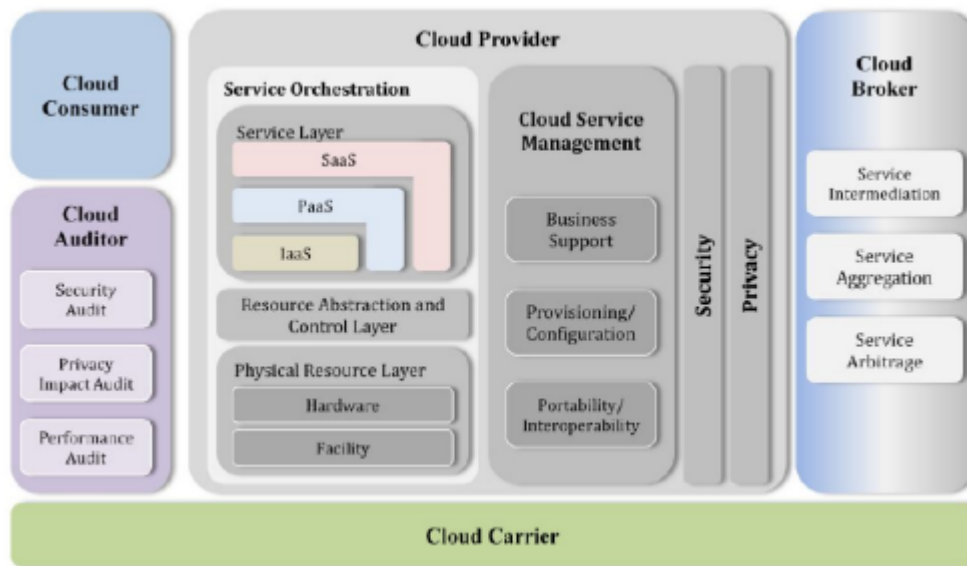 Cloud
Consumer
Cloud
Auditor
Security
Audit
Privacy
Impact Audit
Performance
Audit
Cloud Provider
Service Orchestration
Service Layer
SaaS
PaaS
IaaS
Resource Abstraction and
Control Layer
Physical Resource Layer
Hardware
Facility
Cloud Service
Management
Business
Support
Provisioning/
Configuration
Portability/
Interoperability
Security
Privacy
Cloud
Broker
Service
Intermediation
Service
Aggregation
Service
Arbitrage
Cloud Carrier